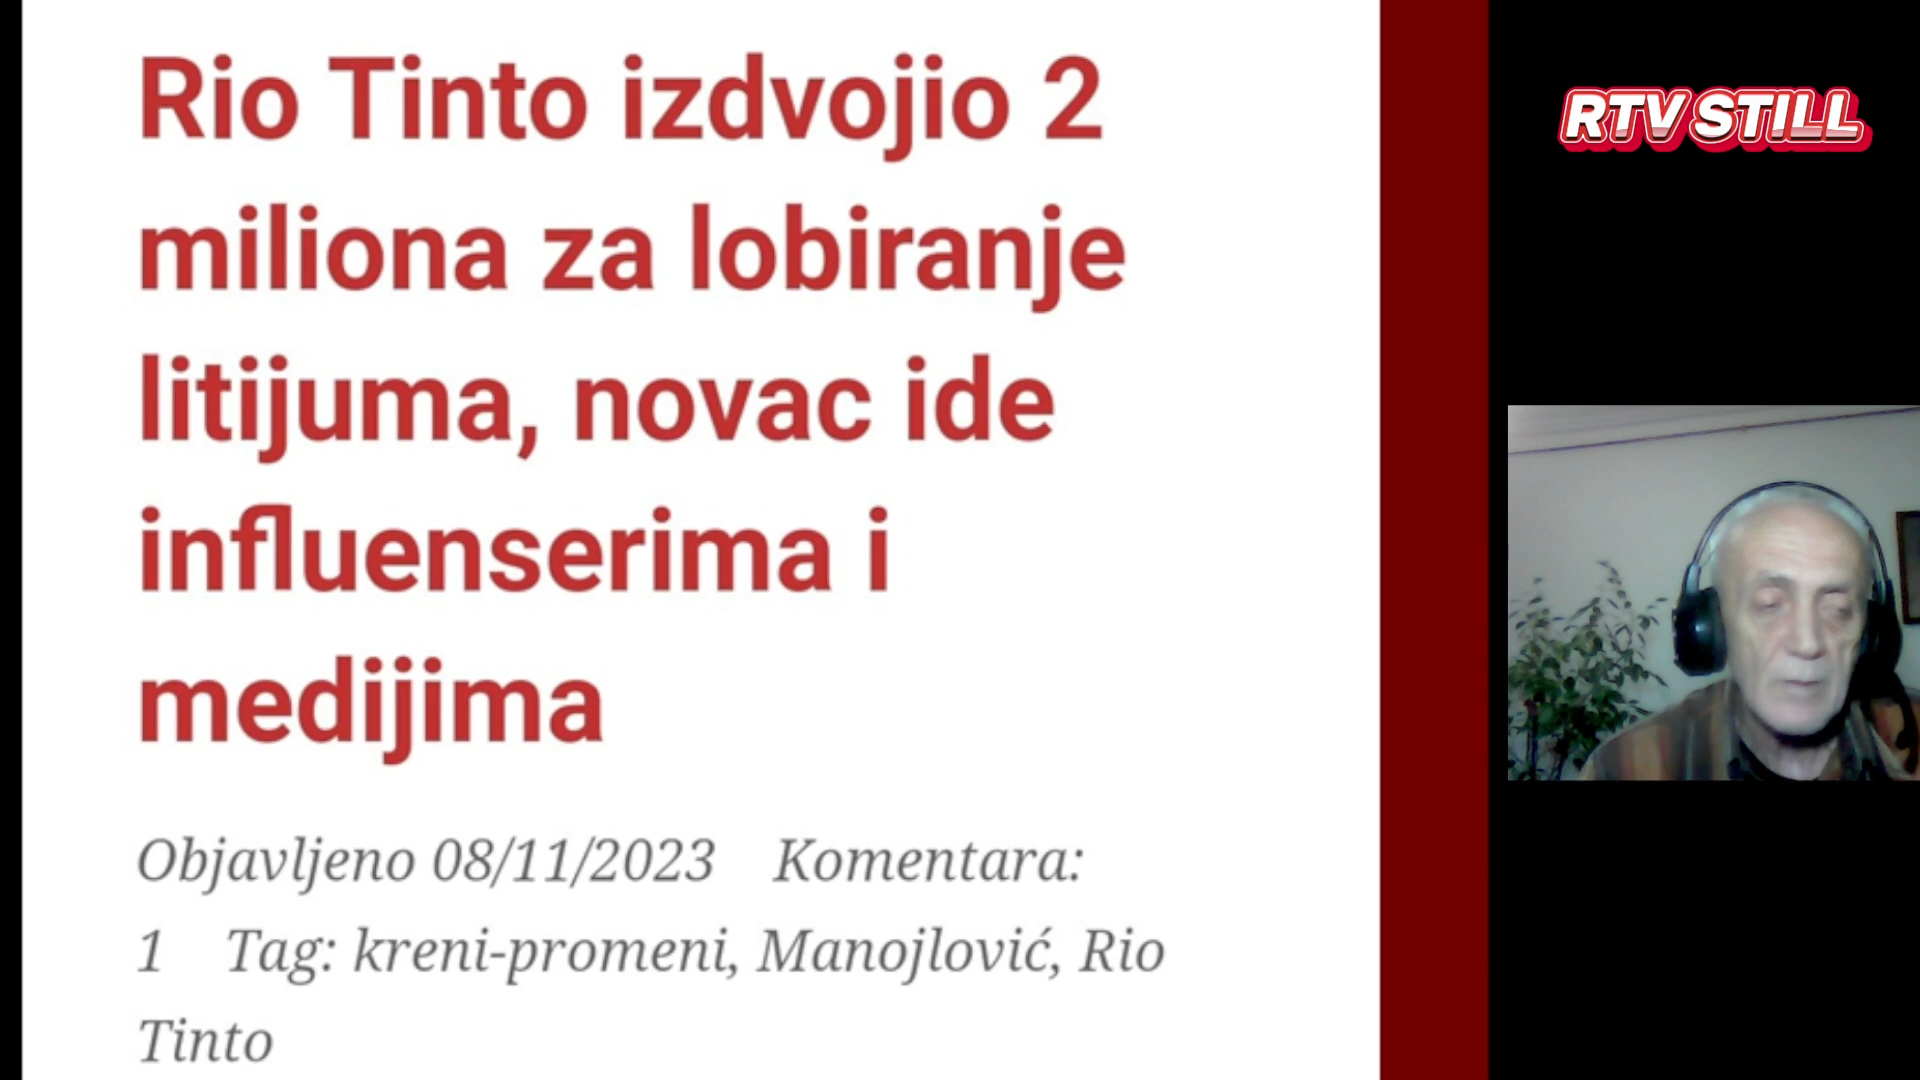 Rio Tinto izdvojio 2
miliona za lobiranje
litijuma, novac ide
influenserima i
medijima
Objavljeno 08/11/2023 Komentara:
1 Tag: kreni-promeni, Manojlović, Rio
Tinto
RTV STILL